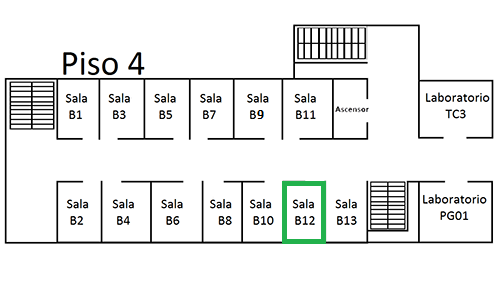 Piso 4
Sala
B1
Sala
B3
Sala
B5
Sala
B7
Sala
B9
Sala
B11
Ascensor
Laboratorio
TC3
Sala
B2
Sala
B4
Sala
B6
Sala
B8
Sala
B10
Sala
B12
Sala
B13
Laboratorio
PG01